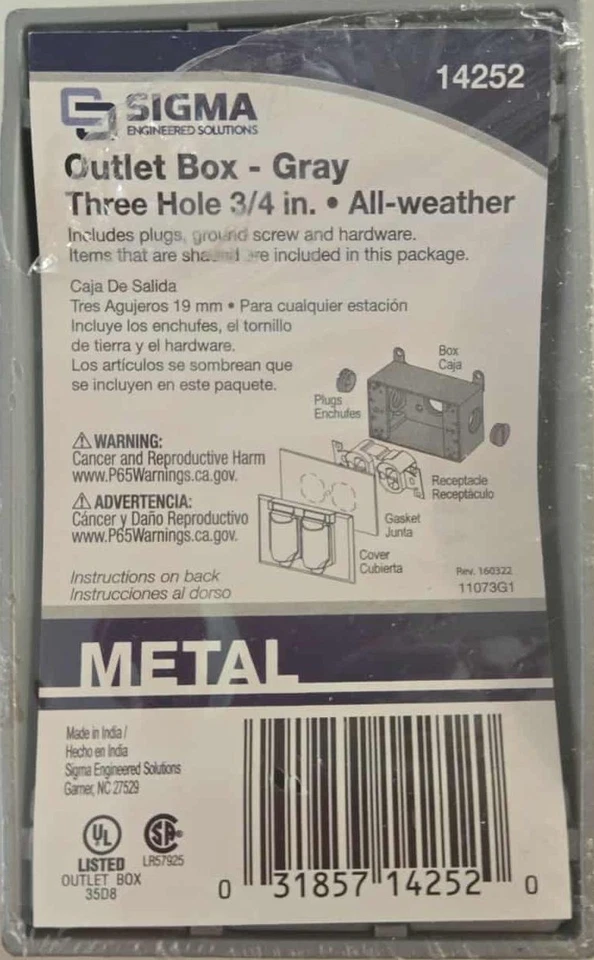 14252
SIGMA
ENGINEERED SOLUTIONS
Outlet Box - Gray
Three Hole 3/4 in. • All-weather
Includes plugs, ground screw and hardware.
Items that are shaded are included in this package.
Caja De Salida
Tres Agujeros 19 mm • Para cualquier estación
Incluye los enchufes, el tornillo
de tierra y el hardware.
Los artículos se sombrean que
se incluyen en este paquete.
Box
Caja
Plugs
Enchufes
⚠WARNING:
Cancer and Reproductive Harm
www.P65Warnings.ca.gov.
Receptacle
Receptáculo
⚠ADVERTENCIA:
Cáncer y Daño Reproductivo
www.P65Warnings.ca.gov.
Gasket
Junta
Cover
Cubierta
Instructions on back
Instrucciones al dorso
Rev. 160322
11073G1
METAL
Made in India /
Hecho en India
Sigma Engineered Solutions
Garner, NC 27529
UL
LISTED
OUTLET BOX
35D8
SA®
LR57925
0 31857 14252 0